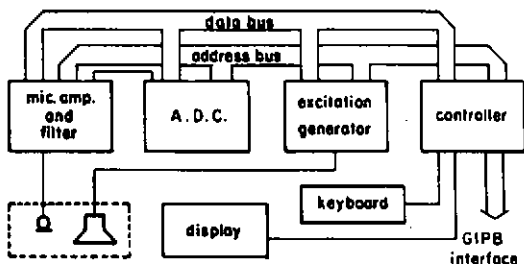 data bus
address bus
mic. amp.
and
filter
A.D.C.
excitation
generator
controller
keyboard
display
GIPB
interface